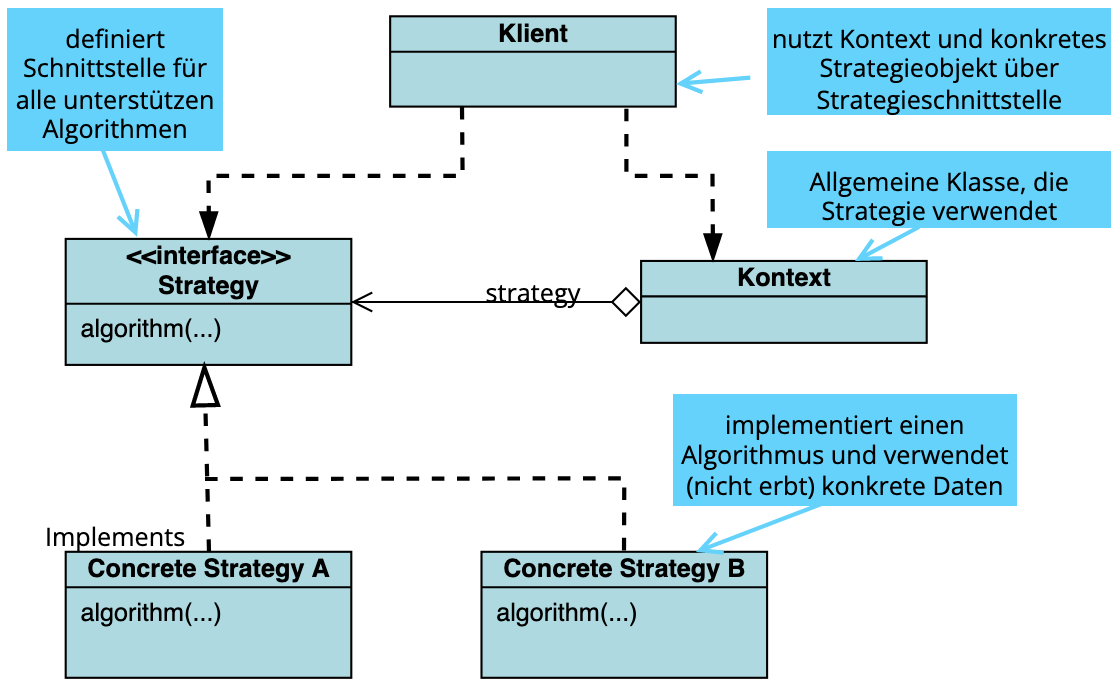 definiert
Schnittstelle für
alle unterstützen
Algorithmen
Klient
nutzt Kontext und konkretes
Strategieobjekt über
Strategieschnittstelle
Allgemeine Klasse, die
Strategie verwendet
<<interface>>
Strategy
algorithm(...)
strategy
Kontext
implementiert einen
Algorithmus und verwendet
(nicht erbt) konkrete Daten
Implements
Concrete Strategy A
algorithm(...)
Concrete Strategy B
algorithm(...)